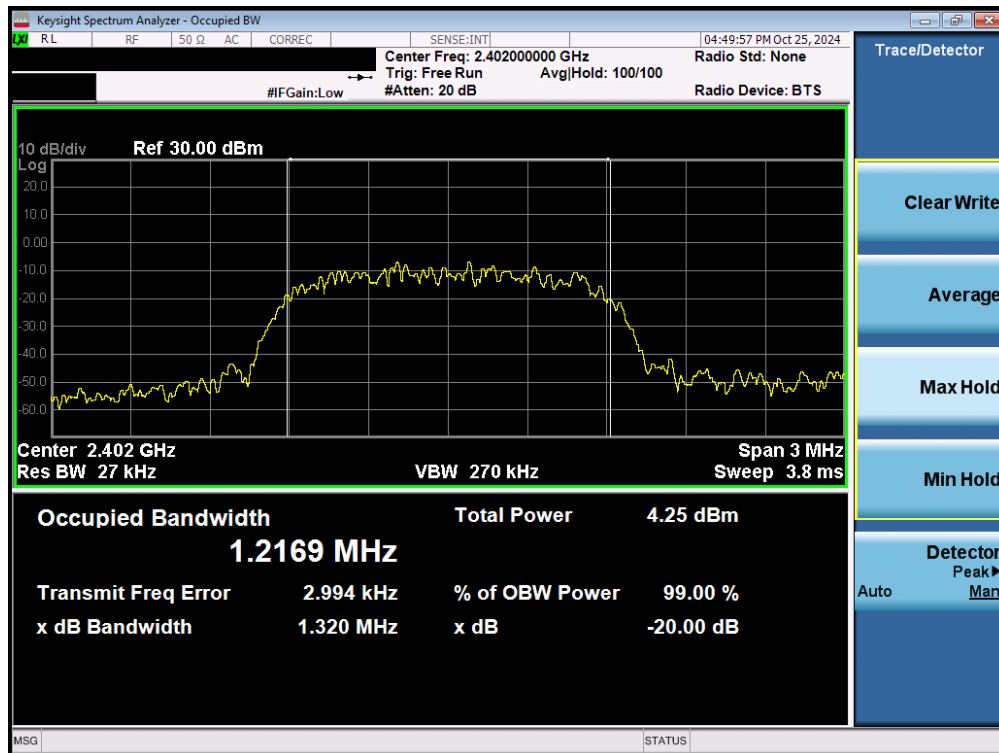 Keysight Spectrum Analyzer - Occupied BW
LXI RL RF 50 Ω AC CORREC SENSE:INT 04:49:57 PM Oct 25, 2024
Center Freq: 2.402000000 GHz Radio Std: None
Trig: Free Run Avg|Hold: 100/100
#IFGain:Low #Atten: 20 dB Radio Device: BTS
10 dB/div Ref 30.00 dBm
Log
20.0
10.0
0.00
-10.0
-20.0
-30.0
-40.0
-50.0
-60.0
Center 2.402 GHz Span 3 MHz
Res BW 27 kHz VBW 270 kHz Sweep 3.8 ms
Occupied Bandwidth Total Power 4.25 dBm
1.2169 MHz
Transmit Freq Error 2.994 kHz % of OBW Power 99.00 %
x dB Bandwidth 1.320 MHz x dB -20.00 dB
MSG STATUS
Trace/Detector
Clear Write
Average
Max Hold
Min Hold
Detector
Peak▶
Auto Man